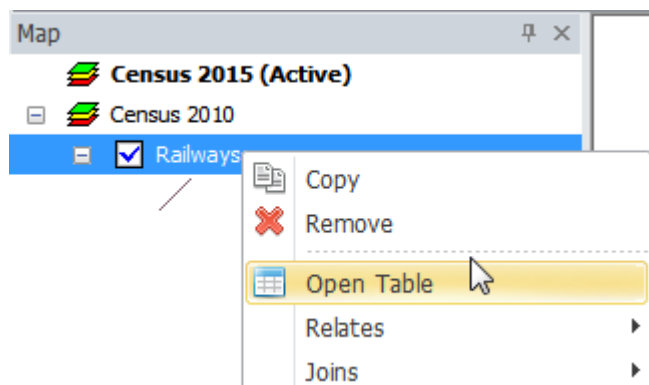 Map
Census 2015 (Active)
Census 2010
Railways
Copy
Remove
Open Table
Relates
Joins